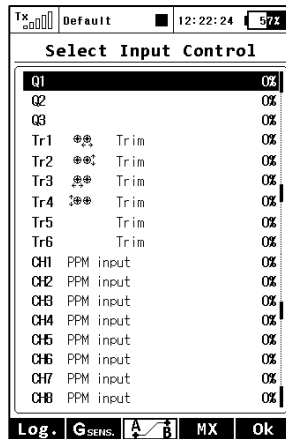 Tx Default 12:22:24 57%
Select Input Control
Q1 0%
Q2 0%
Q3 0%
Tr1 Trim 0%
Tr2 Trim 0%
Tr3 Trim 0%
Tr4 Trim 0%
Tr5 Trim 0%
Tr6 Trim 0%
CH1 PPM input 0%
CH2 PPM input 0%
CH3 PPM input 0%
CH4 PPM input 0%
CH5 PPM input 0%
CH6 PPM input 0%
CH7 PPM input 0%
CH8 PPM input 0%
Log. GSENS. A B MX Ok